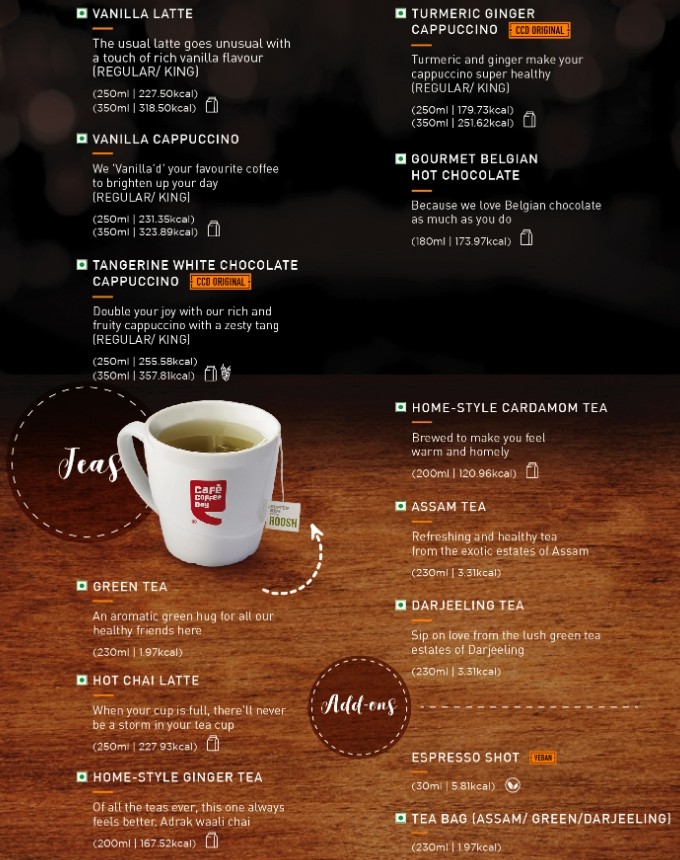 VANILLA LATTE
The usual latte goes unusual with
a touch of rich vanilla flavour
(REGULAR/ KING)
(250ml | 227.50kcal)
(350ml | 318.50kcal)
VANILLA CAPPUCCINO
We 'Vanilla'd' your favourite coffee
to brighten up your day
(REGULAR/ KING)
(250ml | 231.35kcal)
(350ml | 323.89kcal)
TANGERINE WHITE CHOCOLATE
CAPPUCCINO CCD ORIGINAL
Double your joy with our rich and
fruity cappuccino with a zesty tang
(REGULAR/ KING)
(250ml | 255.58kcal)
(350ml | 357.81kcal)
TURMERIC GINGER
CAPPUCCINO CCD ORIGINAL
Turmeric and ginger make your
cappuccino super healthy
(REGULAR/ KING)
(250ml | 179.73kcal)
(350ml | 251.62kcal)
GOURMET BELGIAN
HOT CHOCOLATE
Because we love Belgian chocolate
as much as you do
(180ml | 173.97kcal)
Teas
Café
Coffee
Day
ROOSH
GREEN TEA
An aromatic green hug for all our
healthy friends here
(230ml | 1.97kcal)
HOT CHAI LATTE
When your cup is full, there'll never
be a storm in your tea cup
(250ml | 227.93kcal)
HOME-STYLE GINGER TEA
Of all the teas ever, this one always
feels better. Adrak waali chai
(200ml | 167.52kcal)
HOME-STYLE CARDAMOM TEA
Brewed to make you feel
warm and homely
(200ml | 120.96kcal)
ASSAM TEA
Refreshing and healthy tea
from the exotic estates of Assam
(230ml | 3.31kcal)
DARJEELING TEA
Sip on love from the lush green tea
estates of Darjeeling
(230ml | 3.31kcal)
Add-ons
ESPRESSO SHOT VEGAN
(30ml | 5.81kcal)
TEA BAG (ASSAM/ GREEN/DARJEELING)
(230ml | 1.97kcal)